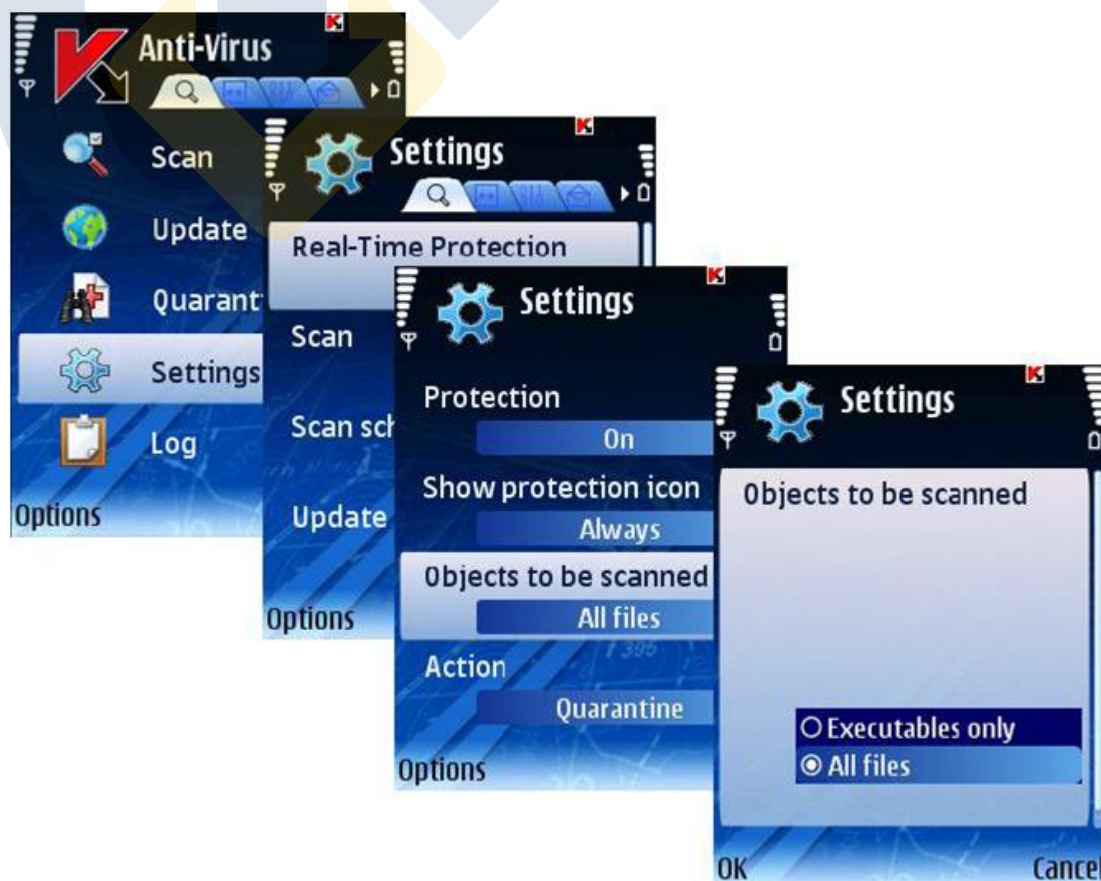 Anti-Virus
Scan
Update
Quarant
Settings
Log
Options
Settings
Real-Time Protection
Scan
Scan sch
Update
Options
Settings
Protection
On
Show protection icon
Always
Objects to be scanned
All files
Action
Quarantine
Options
Settings
Objects to be scanned
Executables only
All files
OK
Cancel